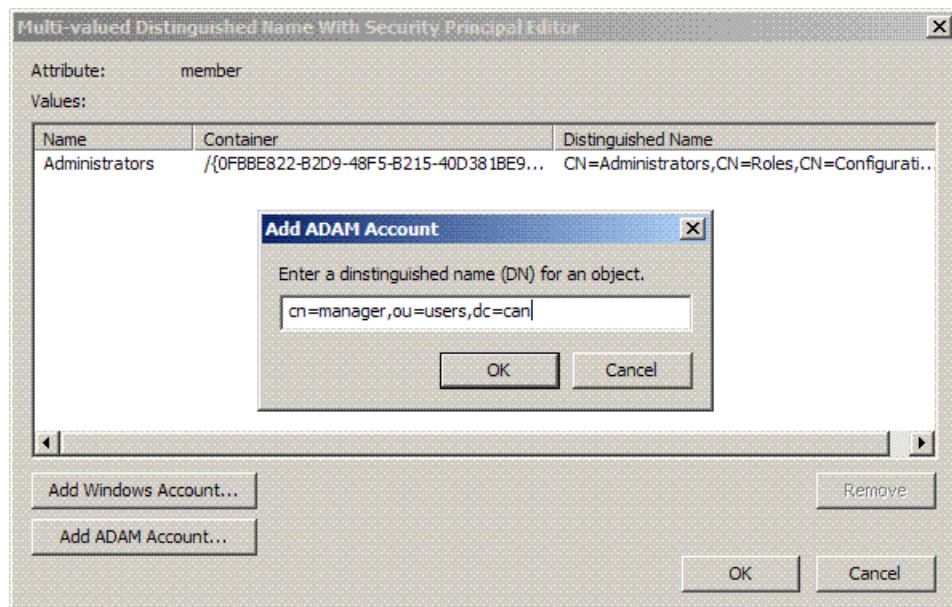 Multi-valued Distinguished Name With Security Principal Editor
Attribute: member
Values:
Name Container Distinguished Name
Administrators /{0FBBE822-B2D9-48F5-B215-40D381BE9... CN=Administrators,CN=Roles,CN=Configurati...
Add ADAM Account
Enter a dinstinguished name (DN) for an object.
cn=manager,ou=users,dc=can
OK Cancel
Add Windows Account... Remove
Add ADAM Account...
OK Cancel